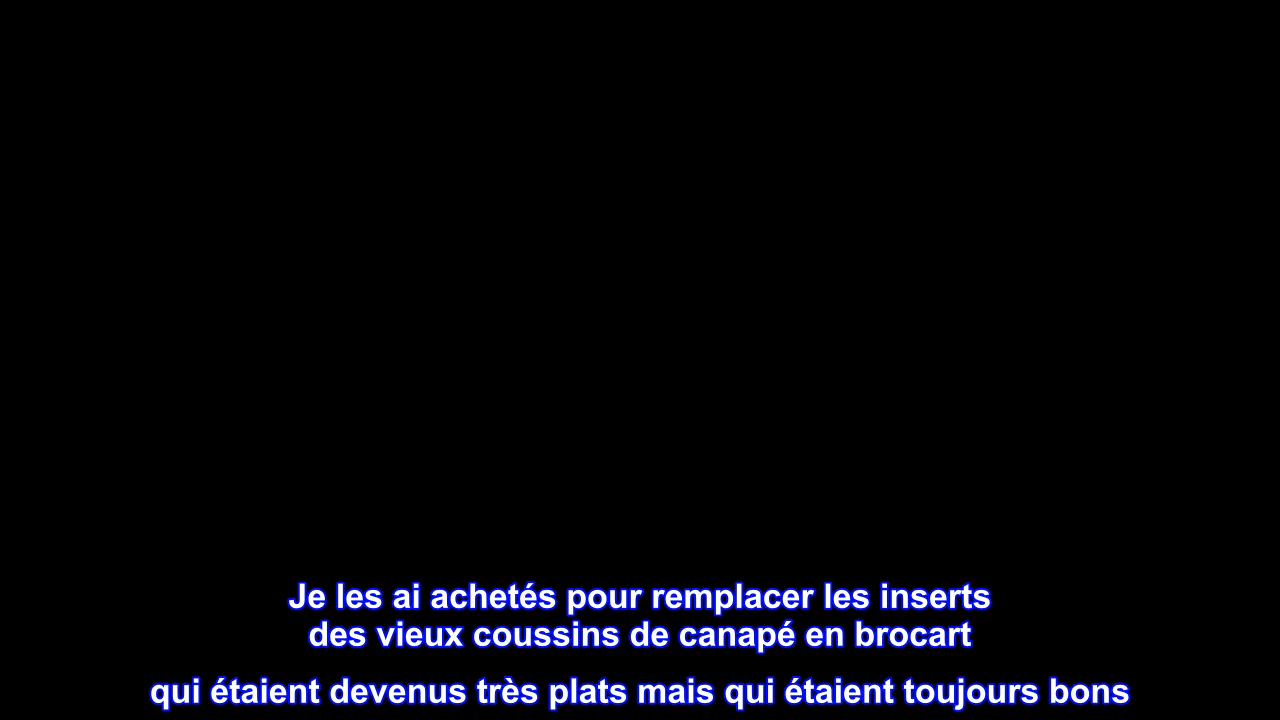 Je les ai achetés pour remplacer les inserts
des vieux coussins de canapé en brocart
qui étaient devenus très plats mais qui étaient toujours bons